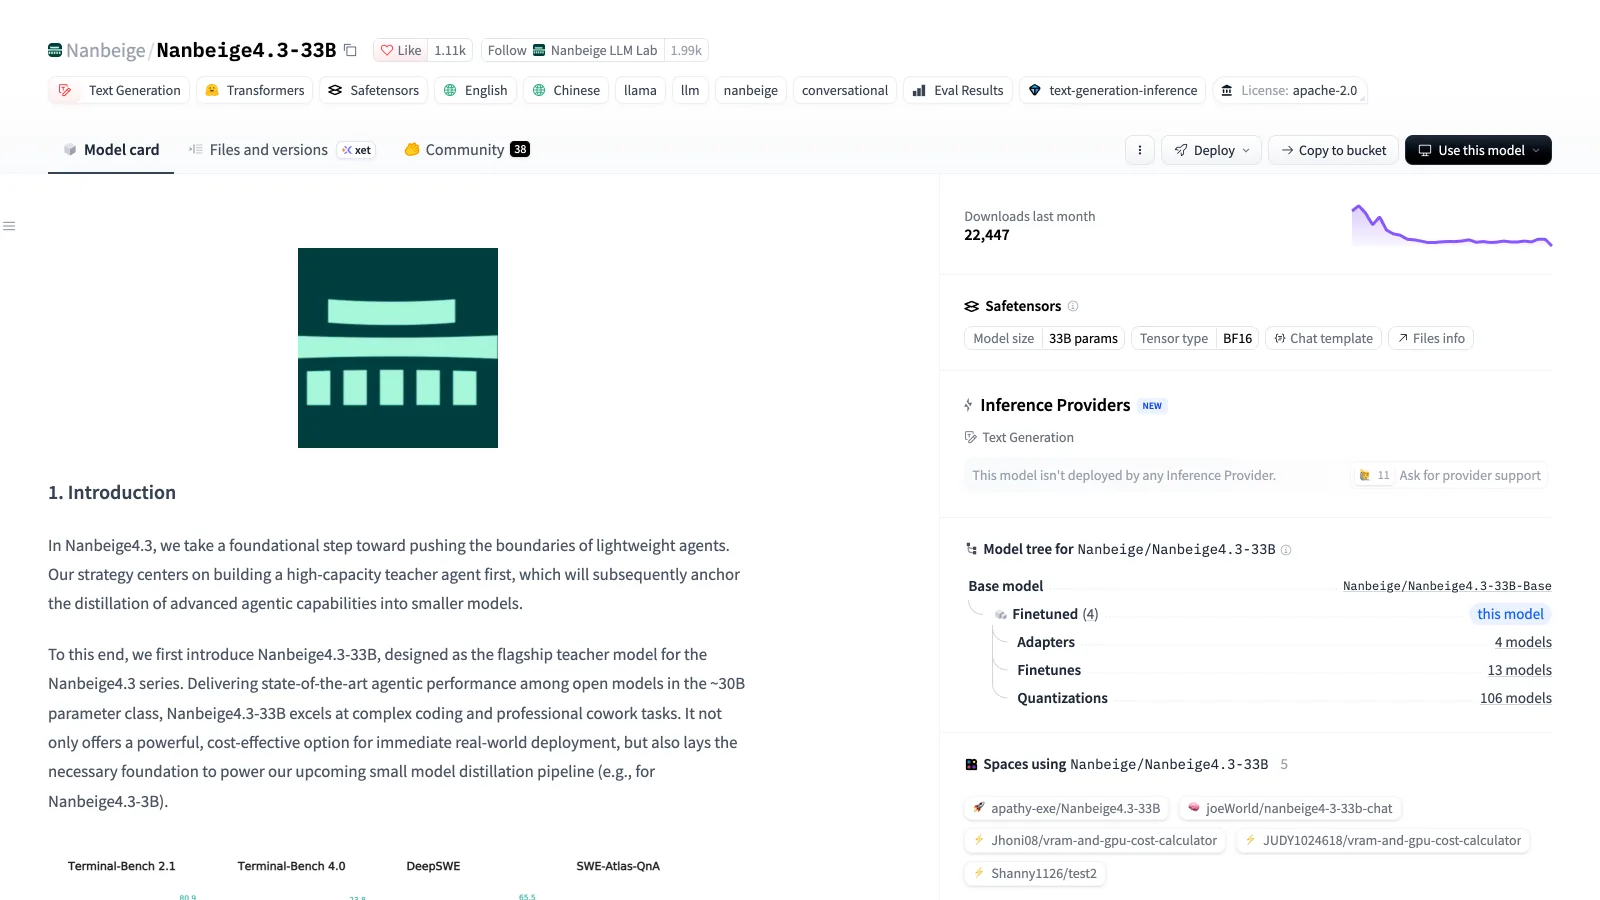 Nanbeige/Nanbeige4.3-33B Like 1.11k Follow Nanbeige LLM Lab 1.99k
Text Generation Transformers Safetensors English Chinese llama llm nanbeige conversational Eval Results text-generation-inference License: apache-2.0
Model card Files and versions xet Community 38 Deploy Copy to bucket Use this model
Downloads last month
22,447
Safetensors
Model size 33B params Tensor type BF16 Chat template Files info
Inference Providers NEW
Text Generation
This model isn't deployed by any Inference Provider. 11 Ask for provider support
Model tree for Nanbeige/Nanbeige4.3-33B
Base model Nanbeige/Nanbeige4.3-33B-Base
Finetuned (4) this model
Adapters 4 models
Finetunes 13 models
Quantizations 106 models
Spaces using Nanbeige/Nanbeige4.3-33B 5
apathy-exe/Nanbeige4.3-33B joeWorld/nanbeige4-3-33b-chat
Jhoni08/vram-and-gpu-cost-calculator JUDY1024618/vram-and-gpu-cost-calculator
Shanny1126/test2
1. Introduction
In Nanbeige4.3, we take a foundational step toward pushing the boundaries of lightweight agents.
Our strategy centers on building a high-capacity teacher agent first, which will subsequently anchor
the distillation of advanced agentic capabilities into smaller models.
To this end, we first introduce Nanbeige4.3-33B, designed as the flagship teacher model for the
Nanbeige4.3 series. Delivering state-of-the-art agentic performance among open models in the ~30B
parameter class, Nanbeige4.3-33B excels at complex coding and professional cowork tasks. It not
only offers a powerful, cost-effective option for immediate real-world deployment, but also lays the
necessary foundation to power our upcoming small model distillation pipeline (e.g., for
Nanbeige4.3-3B).
Terminal-Bench 2.1 Terminal-Bench 4.0 DeepSWE SWE-Atlas-QnA
80.9 65.5